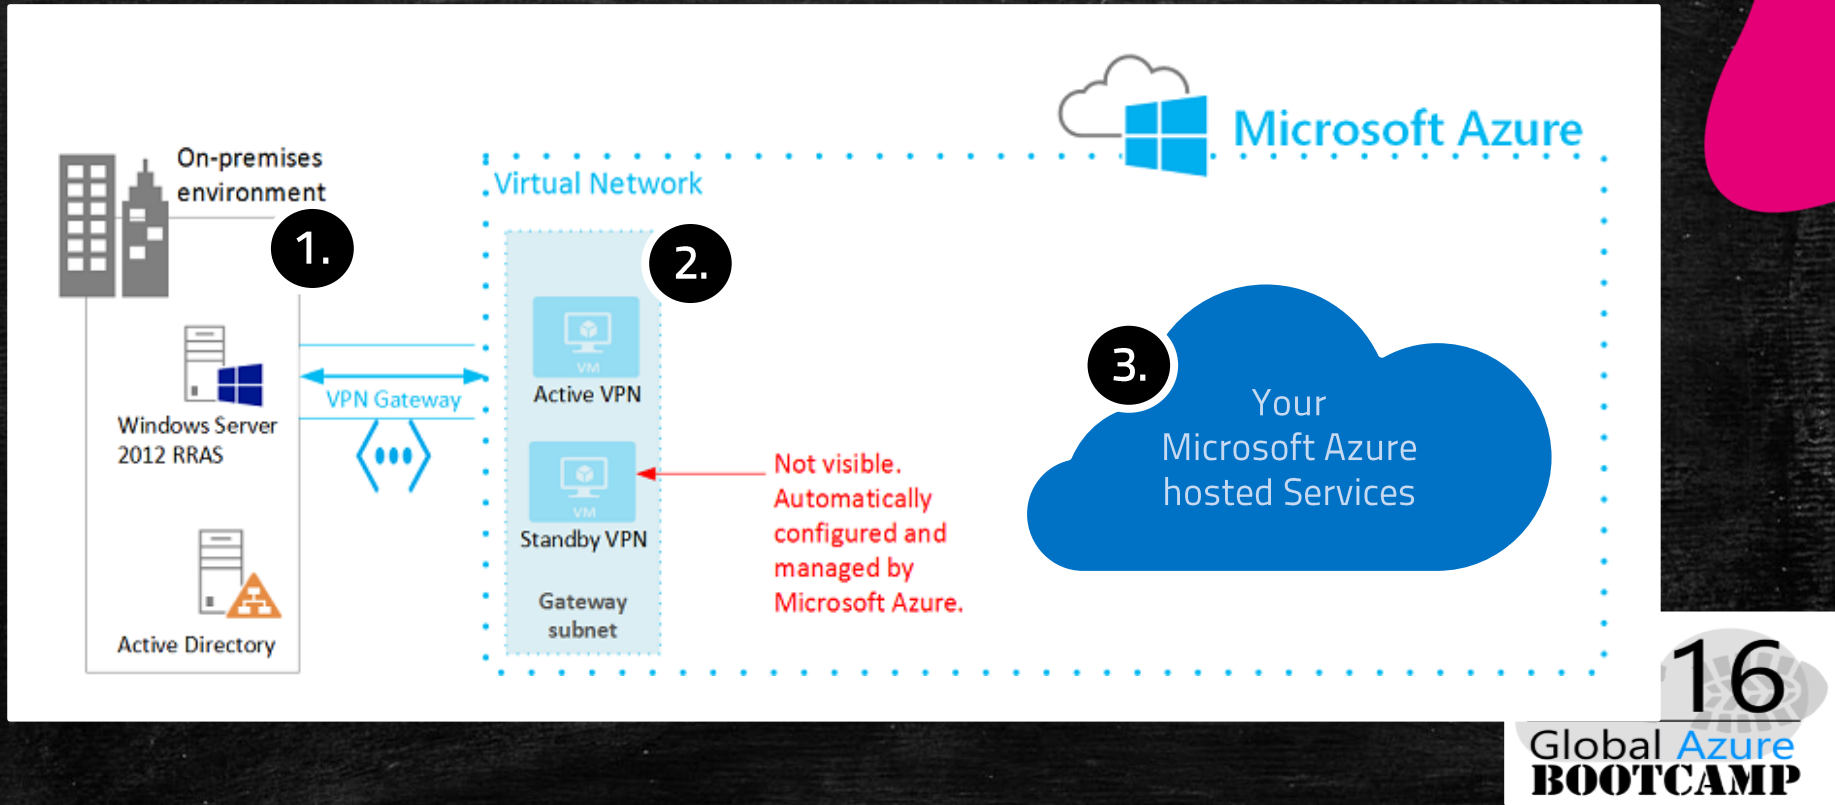 Microsoft Azure
On-premises
environment
1.
Virtual Network
2.
VM
Active VPN
VPN Gateway
Windows Server
2012 RRAS
VM
Standby VPN
Gateway
subnet
Active Directory
Not visible.
Automatically
configured and
managed by
Microsoft Azure.
3.
Your
Microsoft Azure
hosted Services
16
Global Azure
BOOTCAMP